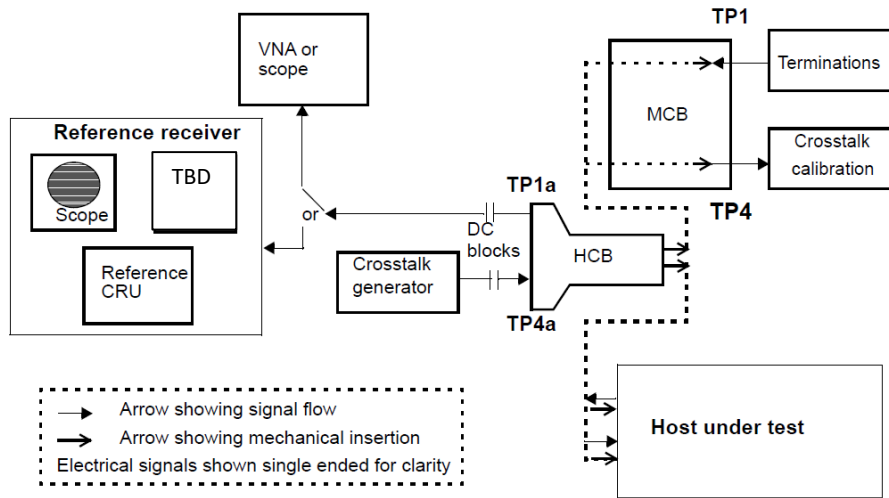 TP1
VNA or
scope
Terminations
MCB
Reference receiver
Crosstalk
calibration
TBD
Scope
TP1a
TP4
or
DC
blocks
HCB
Reference
CRU
Crosstalk
generator
TP4a
Arrow showing signal flow
Arrow showing mechanical insertion
Electrical signals shown single ended for clarity
Host under test